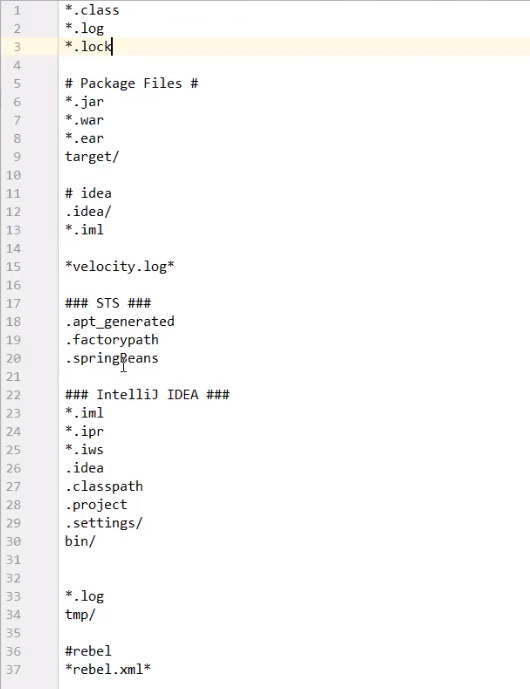 1 *.class
2 *.log
3 *.lock
4
5 # Package Files #
6 *.jar
7 *.war
8 *.ear
9 target/
10
11 # idea
12 .idea/
13 *.iml
14
15 *velocity.log*
16
17 ### STS ###
18 .apt_generated
19 .factorypath
20 .springBeans
21
22 ### IntelliJ IDEA ###
23 *.iml
24 *.ipr
25 *.iws
26 .idea
27 .classpath
28 .project
29 .settings/
30 bin/
31
32
33 *.log
34 tmp/
35
36 #rebel
37 *rebel.xml*